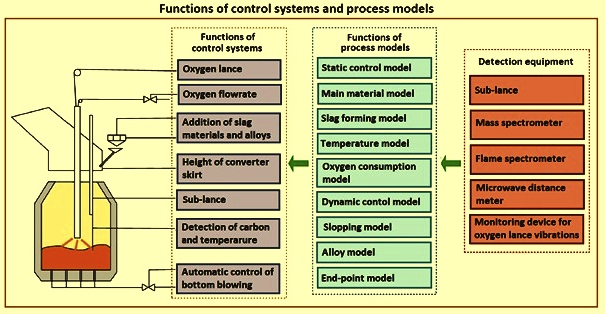 Functions of control systems and process models
Functions of
control systems
Oxygen lance
Oxygen flowrate
Addition of slag
materials and alloys
Height of converter
skirt
Sub-lance
Detection of carbon
and temperarure
Automatic control of
bottom blowing
Functions of
process models
Static control model
Main material model
Slag forming model
Temperature model
Oxygen consumption
model
Dynamic contol model
Slopping model
Alloy model
End-point model
Detection equipment
Sub-lance
Mass spectrometer
Flame spectrometer
Microwave distance
meter
Monitoring device for
oxygen lance vibrations